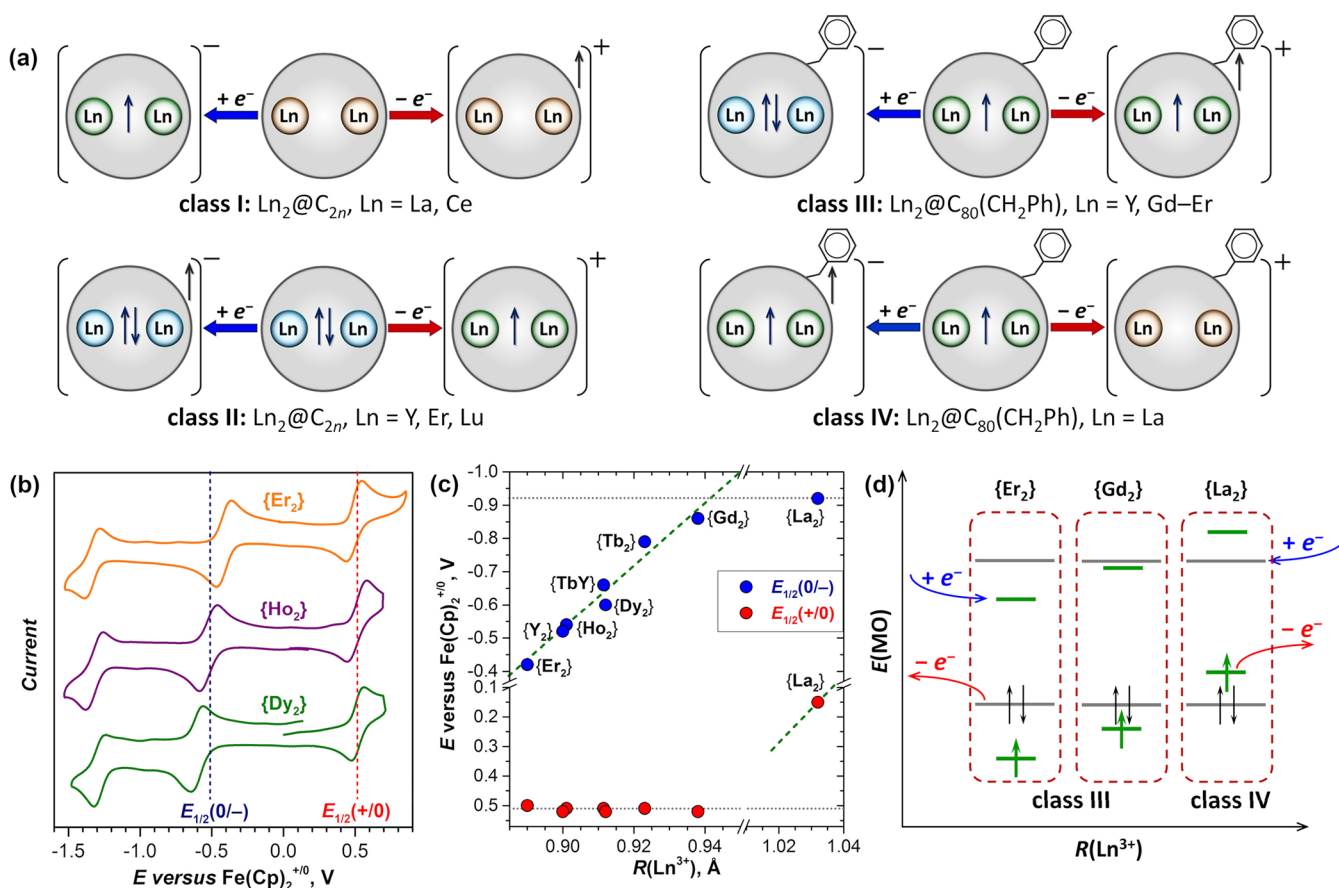 (a)
Ln Ln − + e⁻ Ln Ln − e⁻ Ln Ln +
class I: Ln₂@C₂ₙ, Ln = La, Ce
Ln Ln − + e⁻ Ln Ln − e⁻ Ln Ln +
class III: Ln₂@C₈₀(CH₂Ph), Ln = Y, Gd–Er
Ln Ln − + e⁻ Ln Ln − e⁻ Ln Ln +
class II: Ln₂@C₂ₙ, Ln = Y, Er, Lu
Ln Ln − + e⁻ Ln Ln − e⁻ Ln Ln +
class IV: Ln₂@C₈₀(CH₂Ph), Ln = La
(b)
Current
{Er₂}
{Ho₂}
{Dy₂}
E₁/₂(0/–) E₁/₂(+/0)
-1.5 -1.0 -0.5 0.0 0.5
E versus Fe(Cp)₂⁺/⁰, V
(c)
E versus Fe(Cp)₂⁺/⁰, V
-1.0
-0.9
-0.8
-0.7
-0.6
-0.5
-0.4
0.1
0.2
0.3
0.4
0.5
{Gd₂} {La₂}
{Tb₂}
{TbY}
{Dy₂}
{Y₂} {Ho₂}
{Er₂}
E₁/₂(0/–)
E₁/₂(+/0)
{La₂}
0.90 0.92 0.94 1.02 1.04
R(Ln³⁺), Å
(d)
E(MO)
{Er₂} {Gd₂} {La₂}
+ e⁻
+ e⁻
− e⁻
− e⁻
class III class IV
R(Ln³⁺)